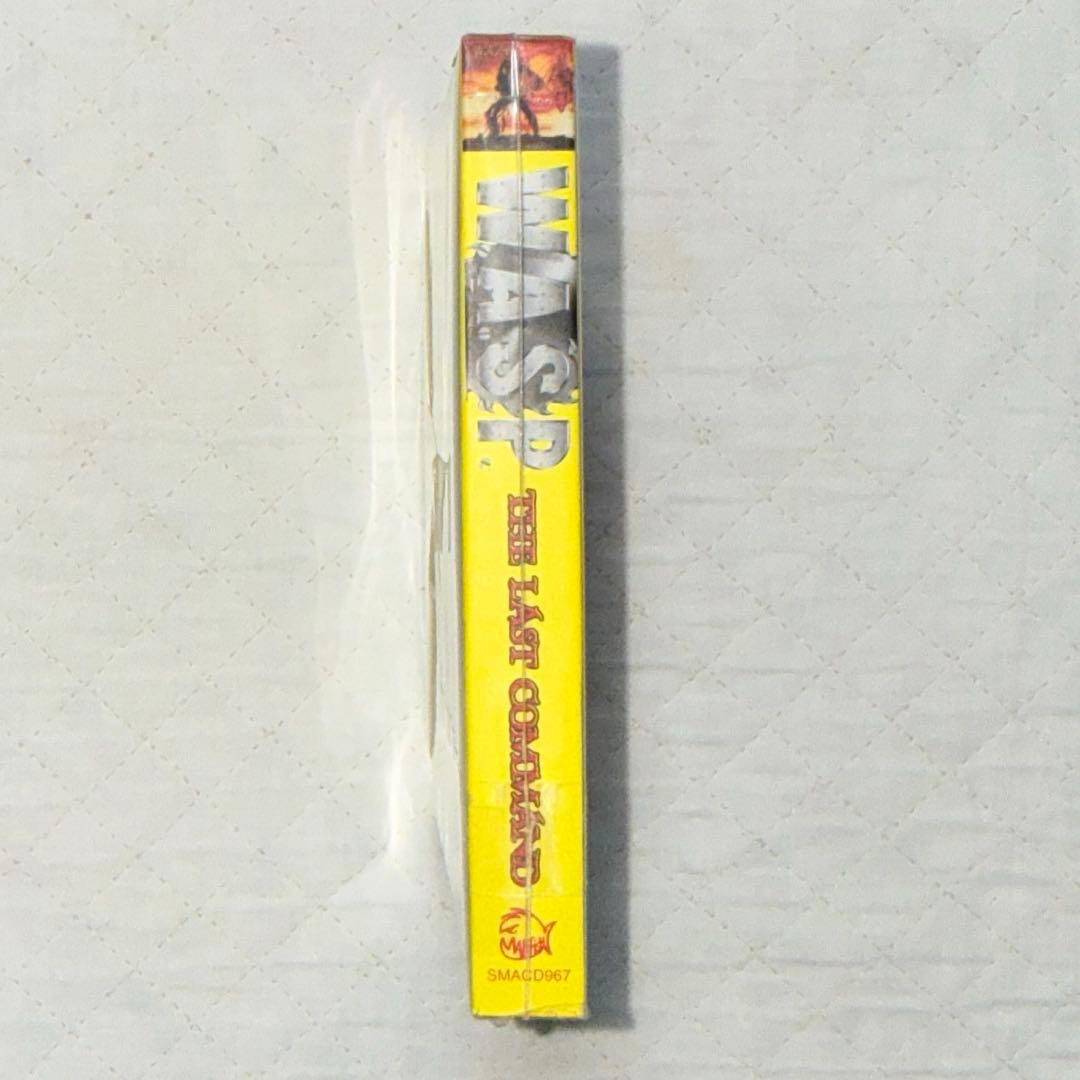 W.A.S.P.
THE LAST COMMAND
SMACD967